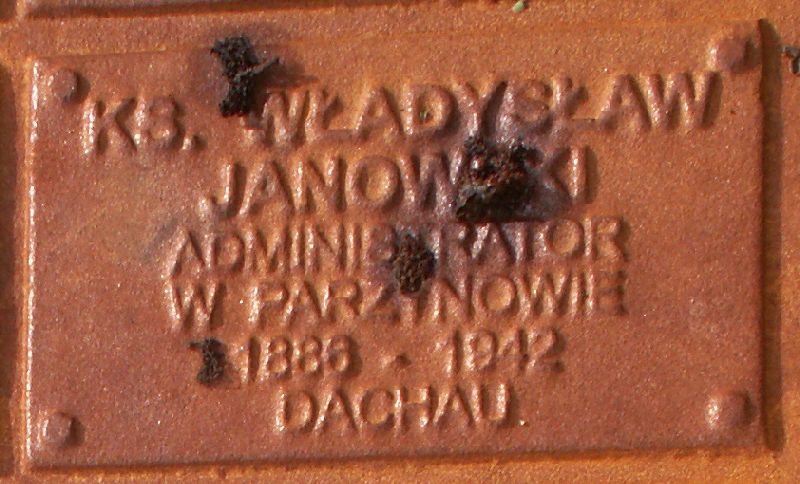 KS. WŁADYSŁAW
JANOWSKI
ADMINISTRATOR
W PARZYNOWIE
1886 - 1942
DACHAU